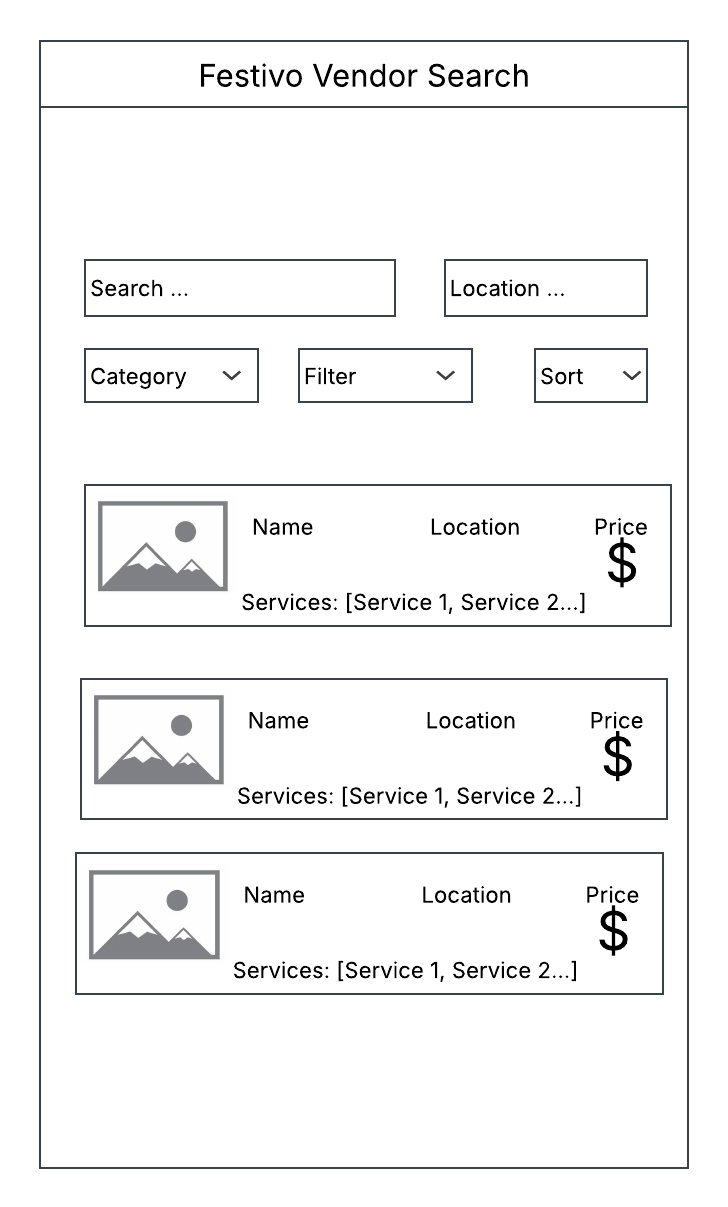 Festivo Vendor Search
Search ...
Location ...
Category
Filter
Sort
Name
Location
Price
$
Services: [Service 1, Service 2...]
Name
Location
Price
$
Services: [Service 1, Service 2...]
Name
Location
Price
$
Services: [Service 1, Service 2...]